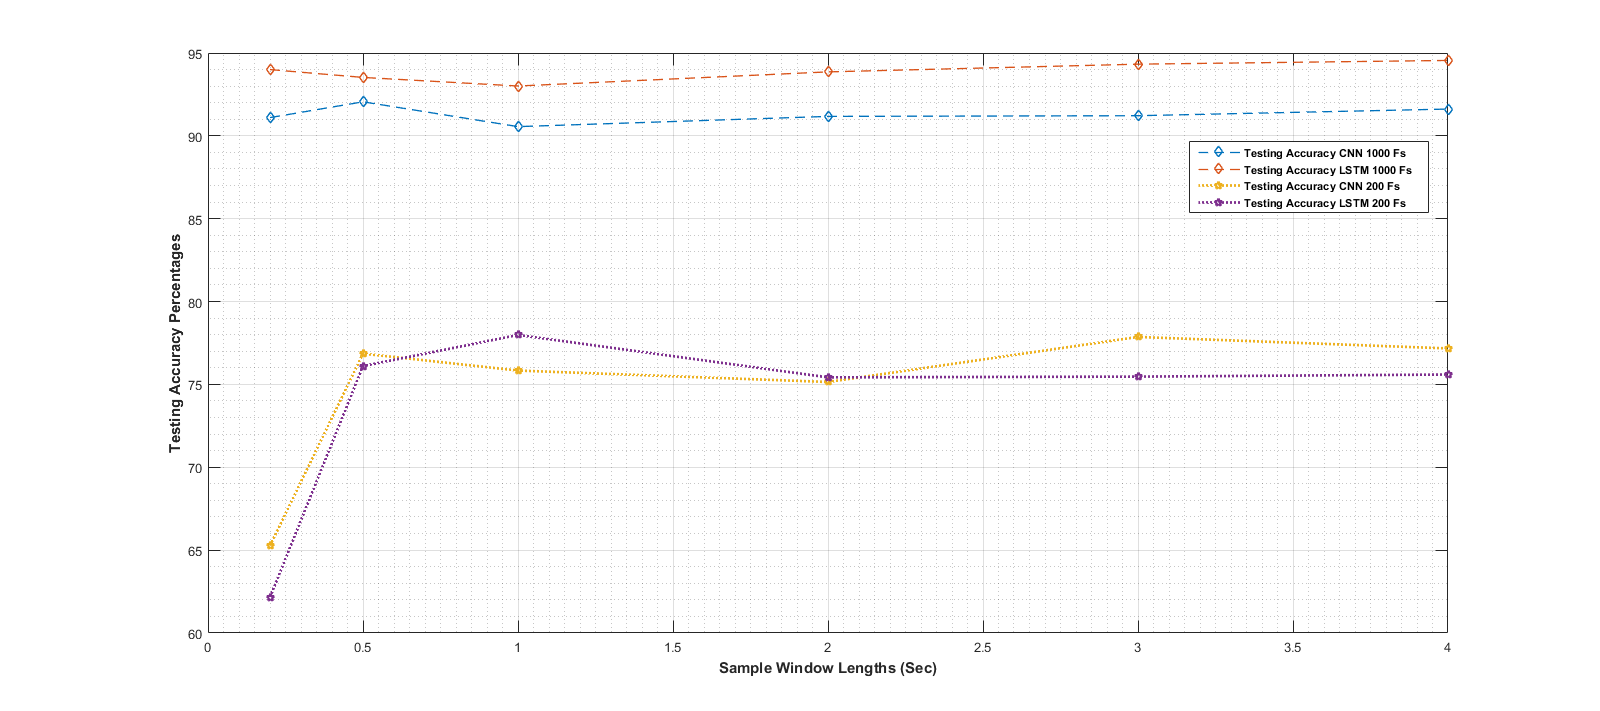 95
90
85
80
75
70
65
60
Testing Accuracy Percentages
Testing Accuracy CNN 1000 Fs
Testing Accuracy LSTM 1000 Fs
Testing Accuracy CNN 200 Fs
Testing Accuracy LSTM 200 Fs
0 0.5 1 1.5 2 2.5 3 3.5 4
Sample Window Lengths (Sec)